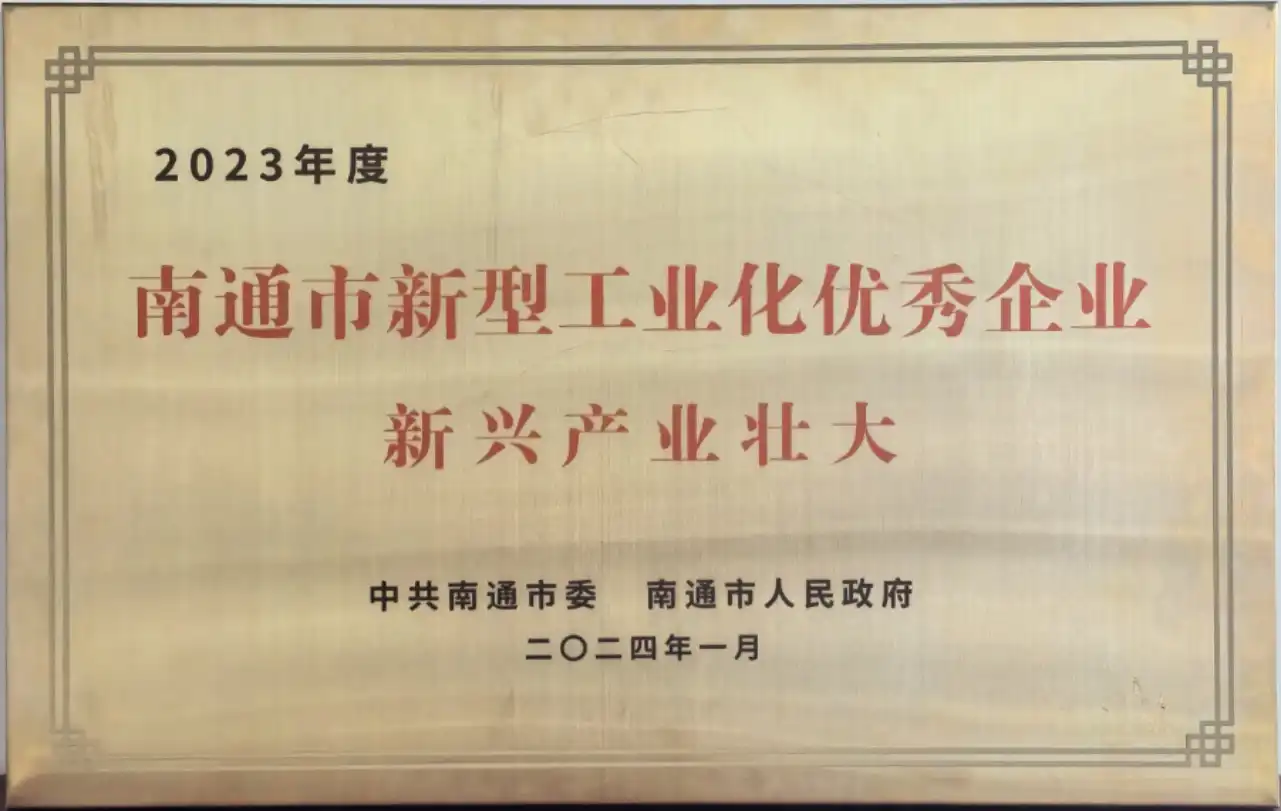 2023年度
南通市新型工业化优秀企业
新兴产业壮大
中共南通市委 南通市人民政府
二〇二四年一月